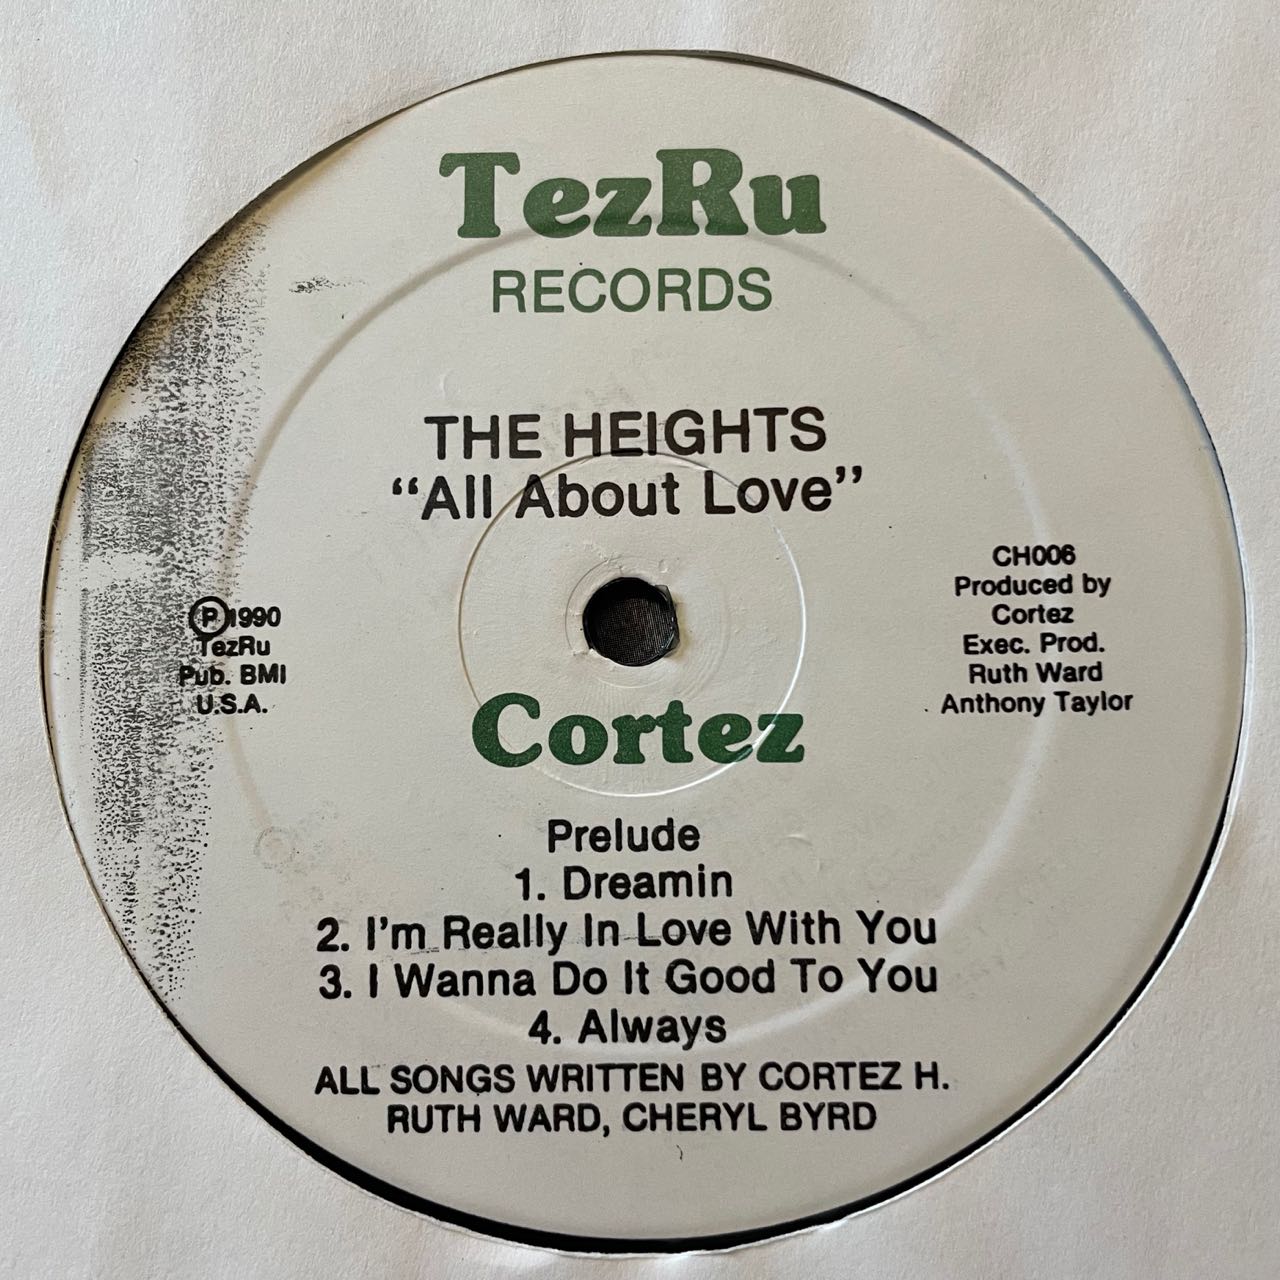 TezRu
RECORDS
THE HEIGHTS
“All About Love”
Ⓟ 1990
TezRu
Pub. BMI
U.S.A.
CH006
Produced by
Cortez
Exec. Prod.
Ruth Ward
Anthony Taylor
Cortez
Prelude
1. Dreamin
2. I'm Really In Love With You
3. I Wanna Do It Good To You
4. Always
ALL SONGS WRITTEN BY CORTEZ H.
RUTH WARD, CHERYL BYRD